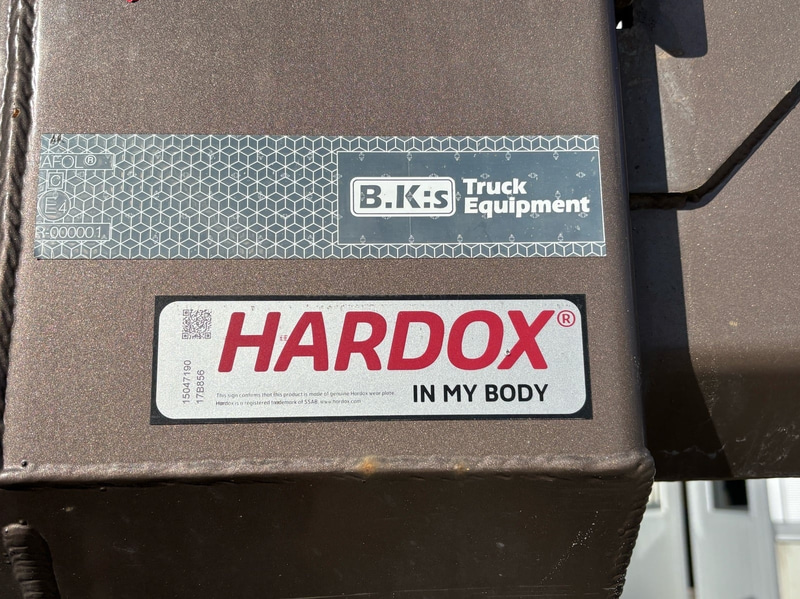 AFOL®
C
E4
R-000001
B.K:s Truck
Equipment
HARDOX®
IN MY BODY
15047190
17B856
This sign confirms that this product is made of genuine Hardox wear plate.
Hardox is a registered trademark of SSAB, www.hardox.com